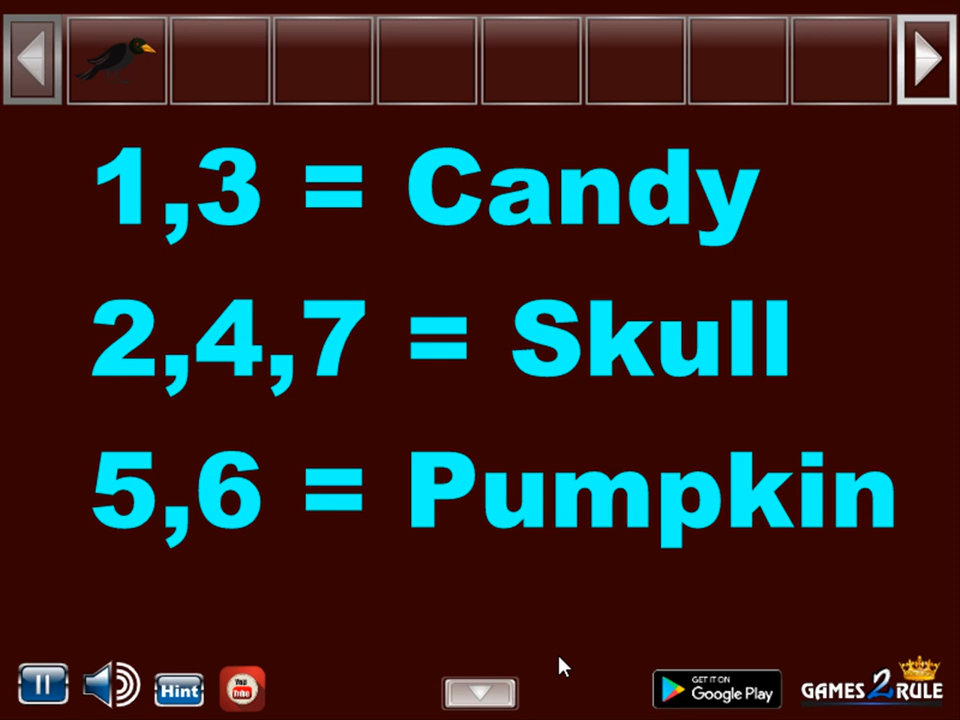 1,3 = Candy
2,4,7 = Skull
5,6 = Pumpkin
Hint
You
Tube
GET IT ON
Google Play
GAMES 2 RULE